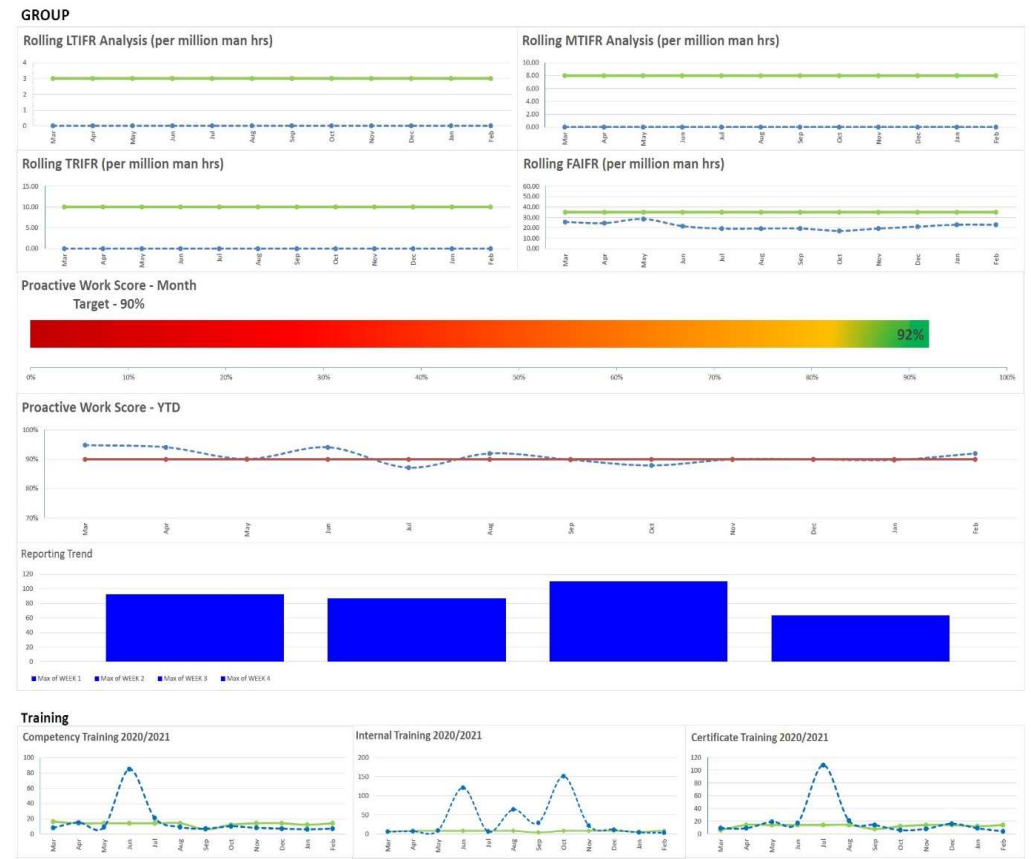 GROUP
Rolling LTIFR Analysis (per million man hrs)
4
3
2
1
0
Mar Apr May Jun Jul Aug Sep Oct Nov Dec Jan Feb
Rolling MTIFR Analysis (per million man hrs)
10.00
8.00
6.00
4.00
2.00
0.00
Mar Apr May Jun Jul Aug Sep Oct Nov Dec Jan Feb
Rolling TRIFR (per million man hrs)
15.00
10.00
5.00
0.00
Mar Apr May Jun Jul Aug Sep Oct Nov Dec Jan Feb
Rolling FAIFR (per million man hrs)
60.00
50.00
40.00
30.00
20.00
10.00
0.00
Mar Apr May Jun Jul Aug Sep Oct Nov Dec Jan Feb
Proactive Work Score - Month
Target - 90%
92%
0% 10% 20% 30% 40% 50% 60% 70% 80% 90% 100%
Proactive Work Score - YTD
100%
90%
80%
70%
Mar Apr May Jun Jul Aug Sep Oct Nov Dec Jan Feb
Reporting Trend
120
100
80
60
40
20
0
Max of WEEK 1 Max of WEEK 2 Max of WEEK 3 Max of WEEK 4
Training
Competency Training 2020/2021
100
80
60
40
20
0
Mar Apr May Jun Jul Aug Sep Oct Nov Dec Jan Feb
Internal Training 2020/2021
200
150
100
50
0
Mar Apr May Jun Jul Aug Sep Oct Nov Dec Jan Feb
Certificate Training 2020/2021
120
100
80
60
40
20
0
Mar Apr May Jun Jul Aug Sep Oct Nov Dec Jan Feb